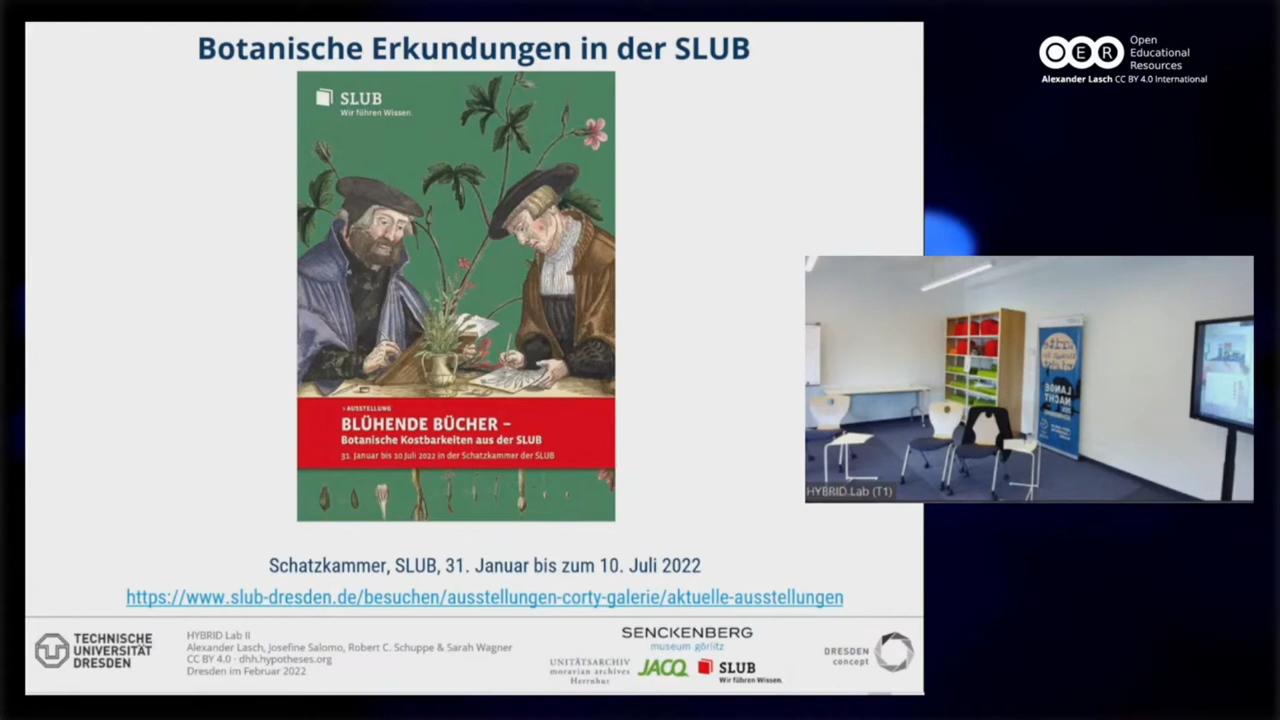 Botanische Erkundungen in der SLUB
SLUB
Wir führen Wissen.
› AUSSTELLUNG
BLÜHENDE BÜCHER –
Botanische Kostbarkeiten aus der SLUB
31. Januar bis 10. Juli 2022 in der Schatzkammer der SLUB
Schatzkammer, SLUB, 31. Januar bis zum 10. Juli 2022
https://www.slub-dresden.de/besuchen/ausstellungen-corty-galerie/aktuelle-ausstellungen
TECHNISCHE
UNIVERSITÄT
DRESDEN
HYBRID Lab II
Alexander Lasch, Josefine Salomo, Robert C. Schuppe & Sarah Wagner
CC BY 4.0 · dhh.hypotheses.org
Dresden im Februar 2022
SENCKENBERG
museum görlitz
UNITÄTSARCHIV
moravian archives
Herrnhut
JACQ
SLUB
Wir führen Wissen.
DRESDEN
concept
OER
Open
Educational
Resources
Alexander Lasch CC BY 4.0 International
LANGE
NACHT
HYBRID Lab (T1)